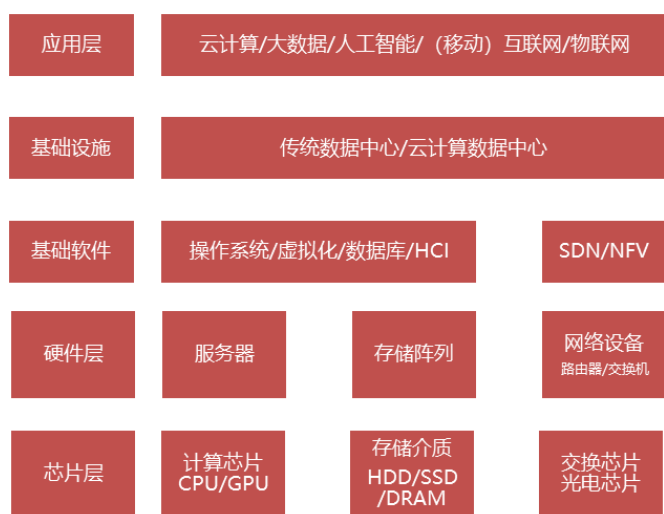 应用层
云计算/大数据/人工智能/（移动）互联网/物联网
基础设施
传统数据中心/云计算数据中心
基础软件
操作系统/虚拟化/数据库/HCI
SDN/NFV
硬件层
服务器
存储阵列
网络设备
路由器/交换机
芯片层
计算芯片
CPU/GPU
存储介质
HDD/SSD
/DRAM
交换芯片
光电芯片